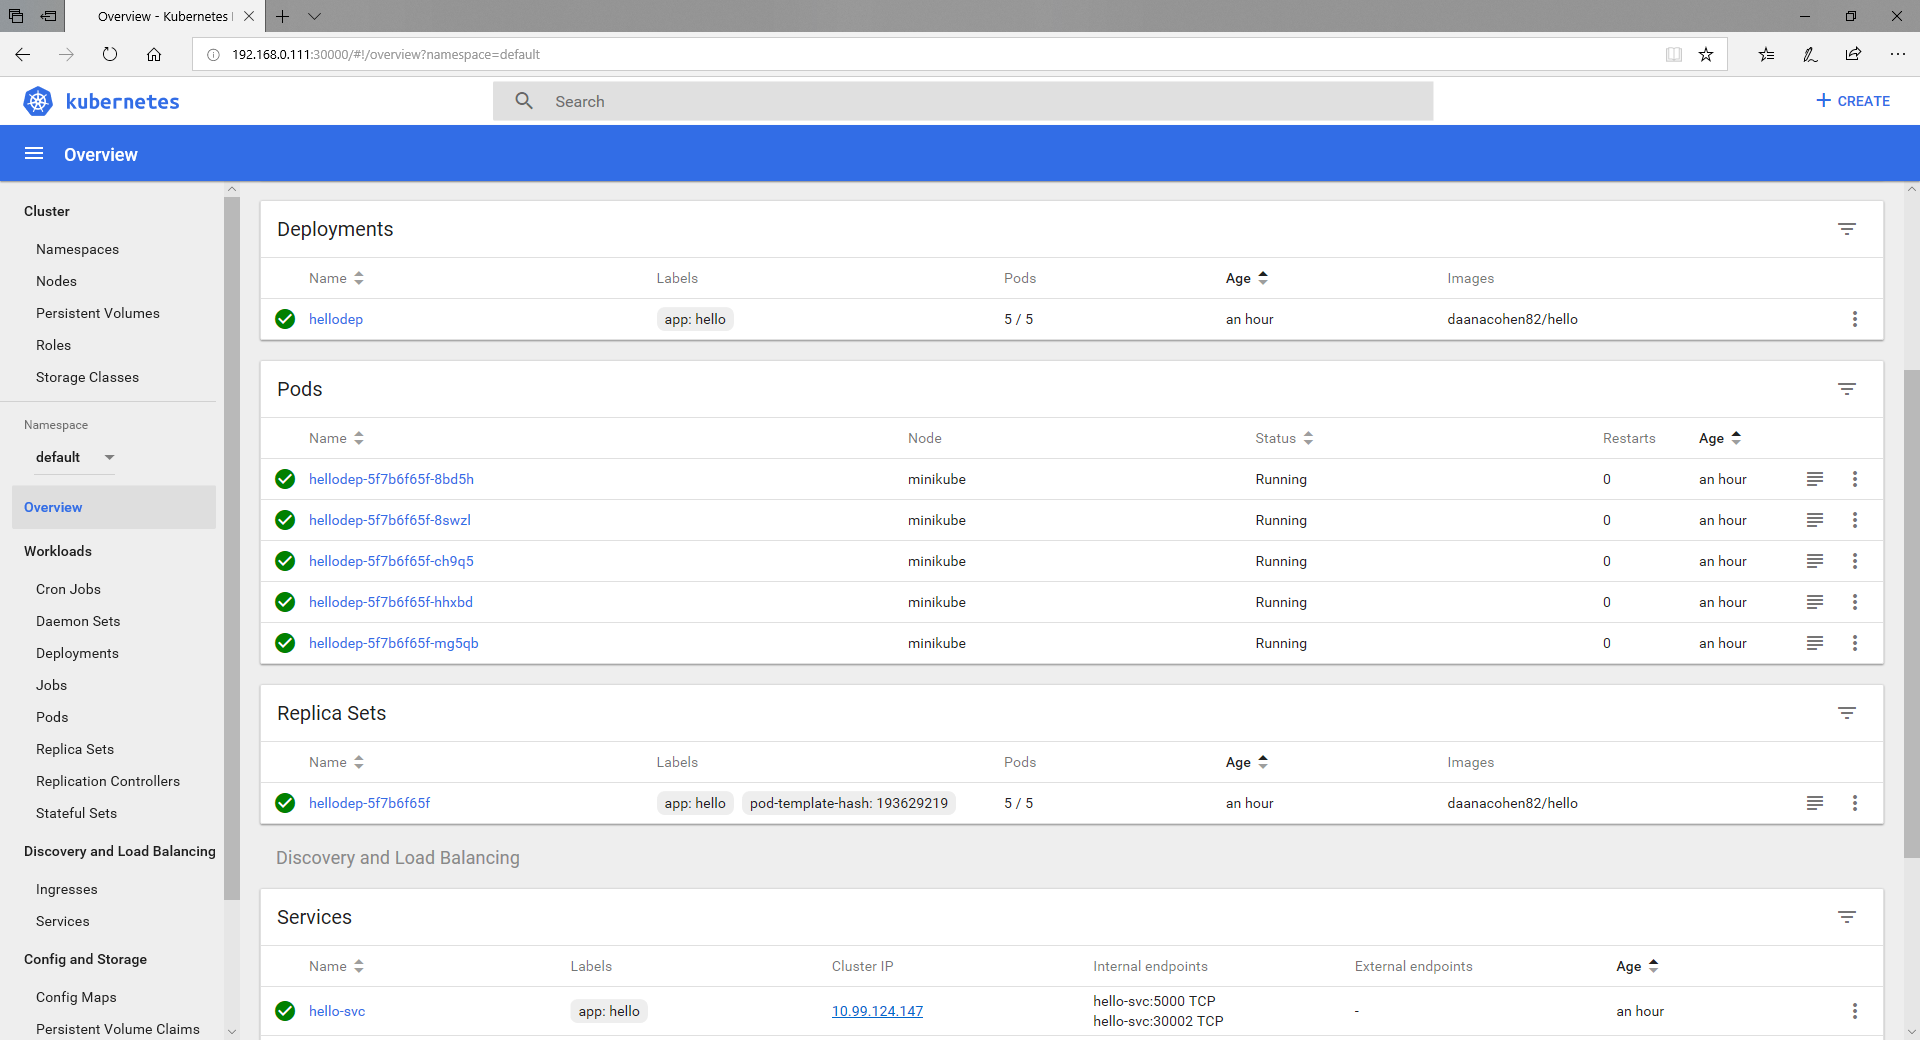 Overview - Kubernetes
192.168.0.111:30000/#!/overview?namespace=default
kubernetes
Search
CREATE
Overview
Cluster
Namespaces
Nodes
Persistent Volumes
Roles
Storage Classes
Namespace
default
Overview
Workloads
Cron Jobs
Daemon Sets
Deployments
Jobs
Pods
Replica Sets
Replication Controllers
Stateful Sets
Discovery and Load Balancing
Ingresses
Services
Config and Storage
Config Maps
Persistent Volume Claims
Deployments
Name Labels Pods Age Images
hellodep app: hello 5 / 5 an hour daanacohen82/hello
Pods
Name Node Status Restarts Age
hellodep-5f7b6f65f-8bd5h minikube Running 0 an hour
hellodep-5f7b6f65f-8swzl minikube Running 0 an hour
hellodep-5f7b6f65f-ch9q5 minikube Running 0 an hour
hellodep-5f7b6f65f-hhxbd minikube Running 0 an hour
hellodep-5f7b6f65f-mg5qb minikube Running 0 an hour
Replica Sets
Name Labels Pods Age Images
hellodep-5f7b6f65f app: hello pod-template-hash: 193629219 5 / 5 an hour daanacohen82/hello
Discovery and Load Balancing
Services
Name Labels Cluster IP Internal endpoints External endpoints Age
hello-svc app: hello 10.99.124.147 hello-svc:5000 TCP - an hour
hello-svc:30002 TCP